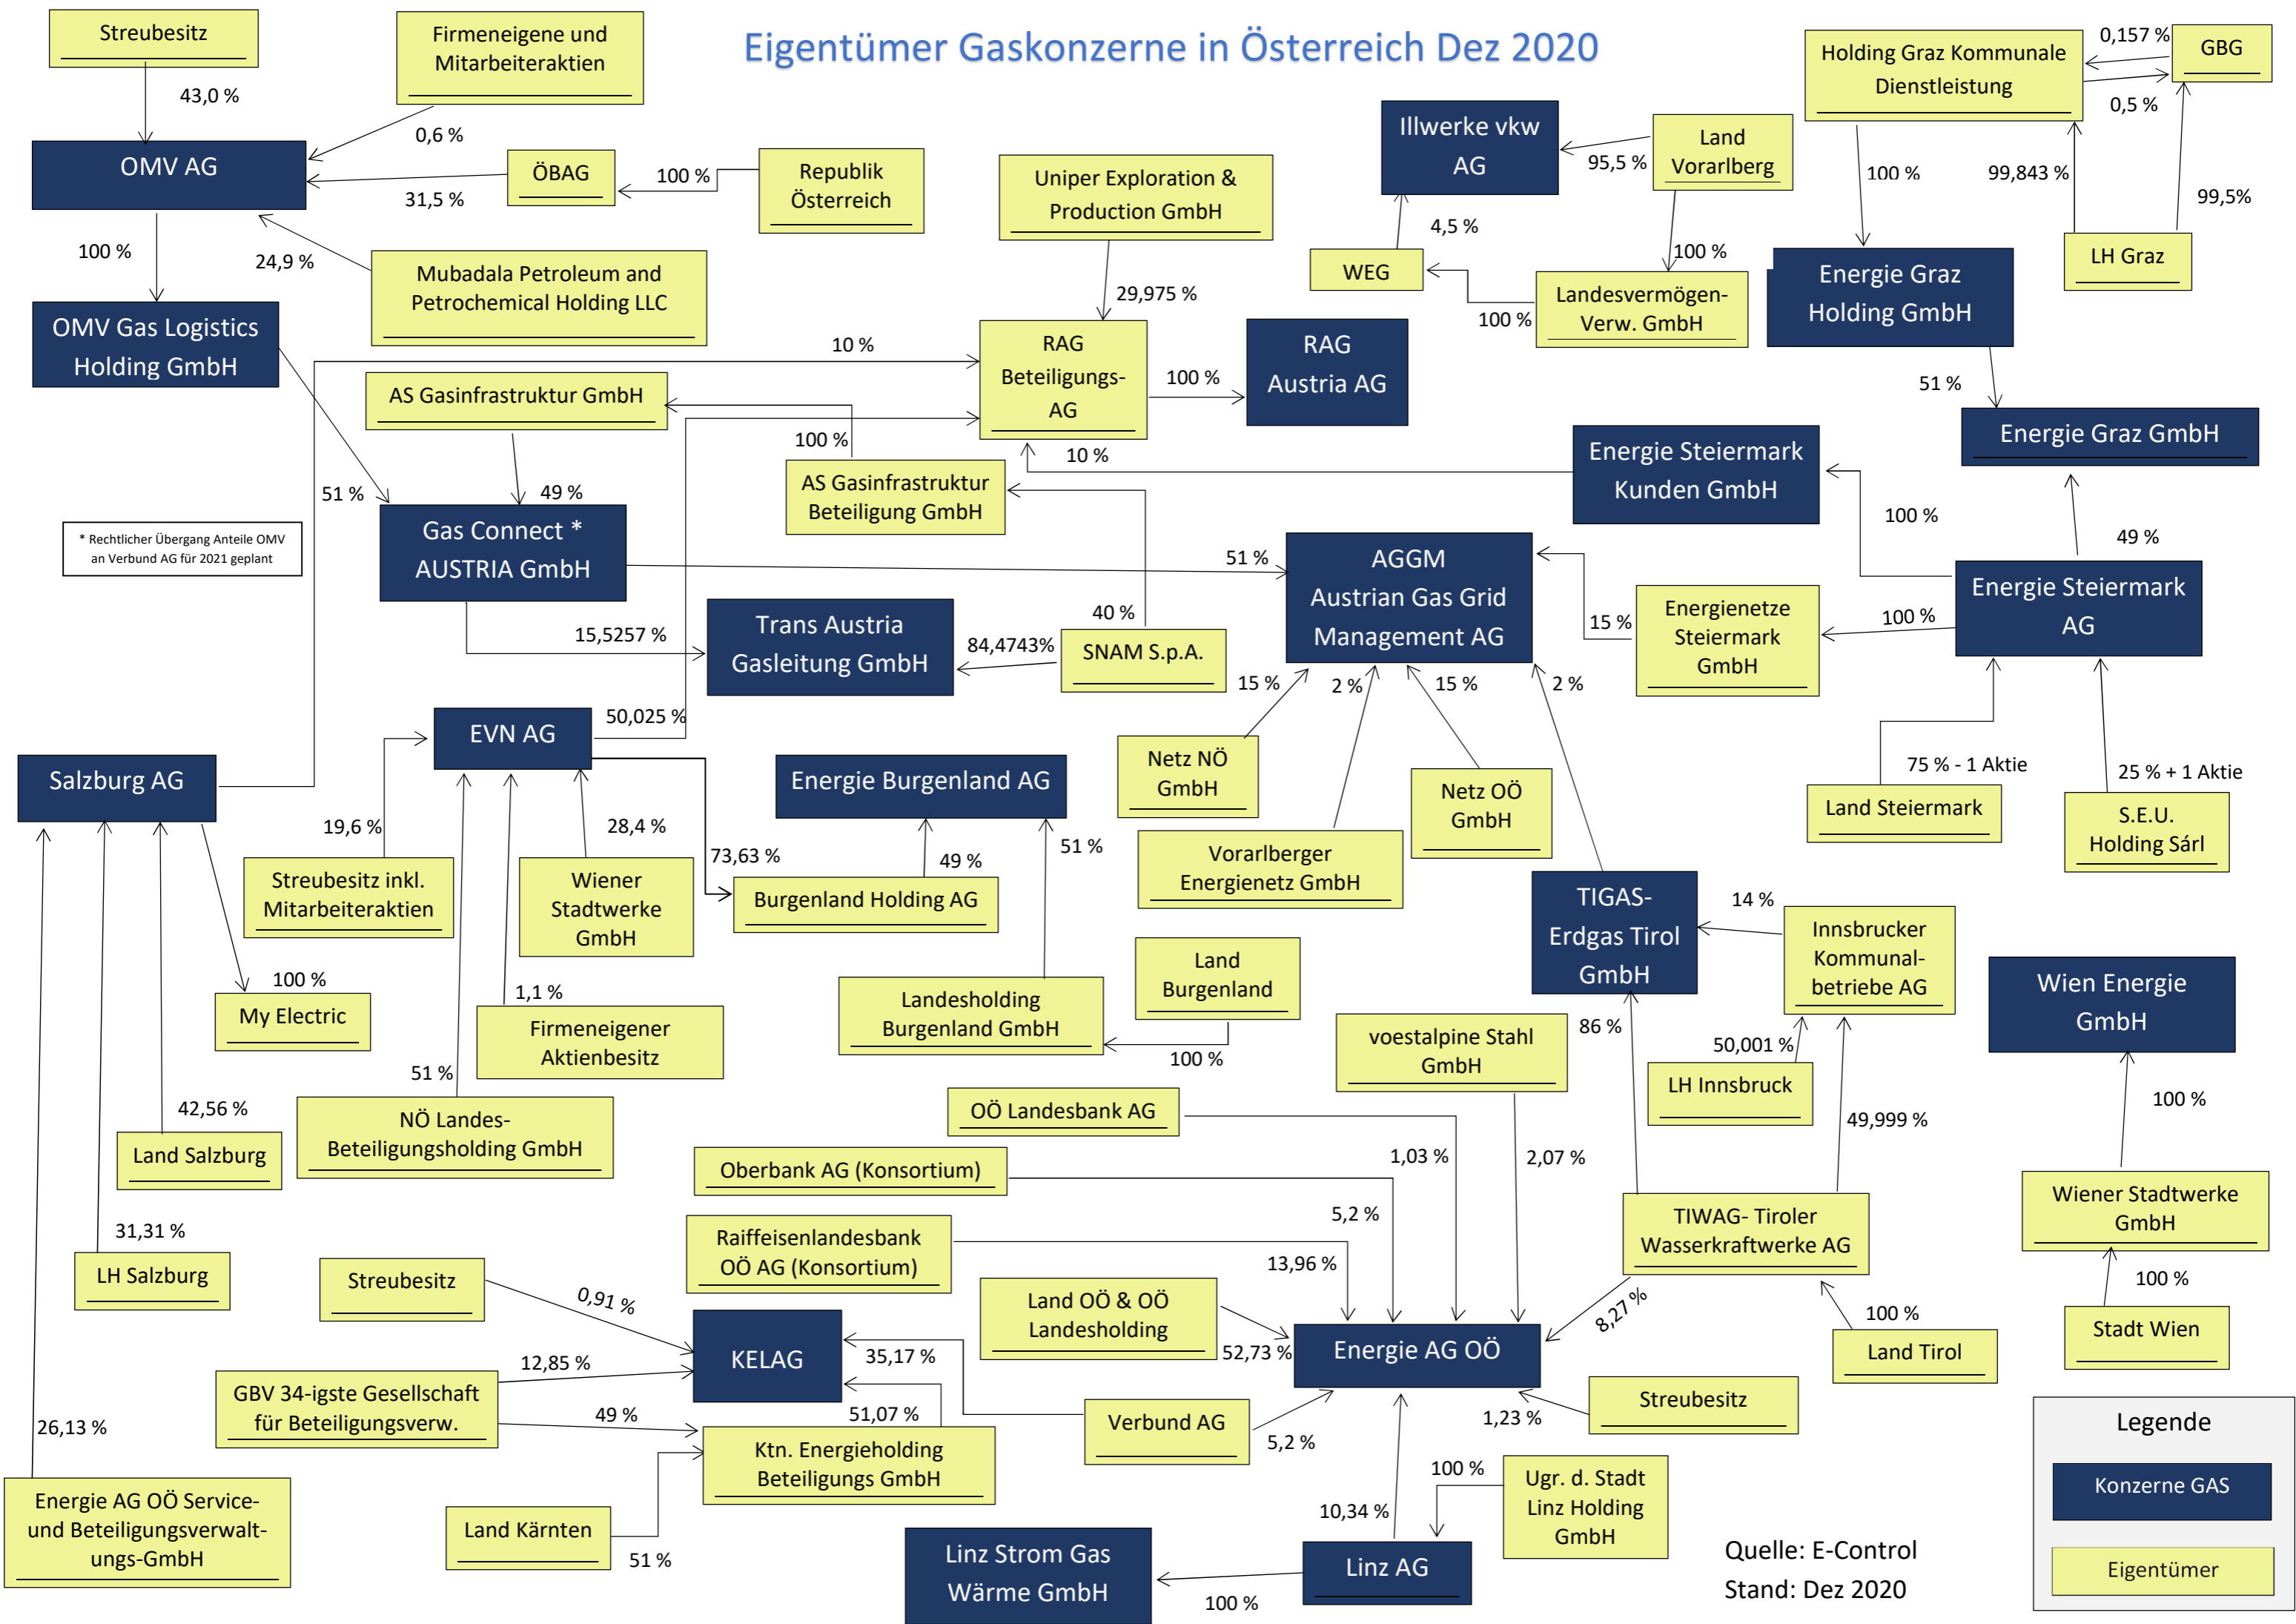 Eigentümer Gaskonzerne in Österreich Dez 2020
Streubesitz
43,0 %
Firmeneigene und
Mitarbeiteraktien
0,6 %
OMV AG
ÖBAG
31,5 %
100 %
Republik
Österreich
100 %
24,9 %
Mubadala Petroleum and
Petrochemical Holding LLC
OMV Gas Logistics
Holding GmbH
Uniper Exploration &
Production GmbH
29,975 %
Illwerke vkw
AG
95,5 %
Land
Vorarlberg
4,5 %
WEG
100 %
100 %
Landesvermögen-
Verw. GmbH
Holding Graz Kommunale
Dienstleistung
0,157 %
GBG
0,5 %
100 %
99,843 %
99,5%
LH Graz
Energie Graz
Holding GmbH
51 %
Energie Graz GmbH
10 %
RAG
Beteiligungs-
AG
100 %
RAG
Austria AG
AS Gasinfrastruktur GmbH
100 %
10 %
AS Gasinfrastruktur
Beteiligung GmbH
51 %
49 %
Energie Steiermark
Kunden GmbH
100 %
49 %
* Rechtlicher Übergang Anteile OMV
an Verbund AG für 2021 geplant
Gas Connect *
AUSTRIA GmbH
51 %
AGGM
Austrian Gas Grid
Management AG
Energie Steiermark
AG
15,5257 %
Trans Austria
Gasleitung GmbH
84,4743%
40 %
SNAM S.p.A.
15 %
Energienetze
Steiermark
GmbH
100 %
15 %
2 %
15 %
2 %
EVN AG
50,025 %
Salzburg AG
Energie Burgenland AG
Netz NÖ
GmbH
Netz OÖ
GmbH
75 % - 1 Aktie
Land Steiermark
25 % + 1 Aktie
S.E.U.
Holding Sárl
19,6 %
28,4 %
73,63 %
49 %
51 %
Streubesitz inkl.
Mitarbeiteraktien
Wiener
Stadtwerke
GmbH
Burgenland Holding AG
Vorarlberger
Energienetz GmbH
TIGAS-
Erdgas Tirol
GmbH
14 %
Innsbrucker
Kommunal-
betriebe AG
100 %
My Electric
1,1 %
Firmeneigener
Aktienbesitz
Landesholding
Burgenland GmbH
Land
Burgenland
100 %
Wien Energie
GmbH
86 %
50,001 %
LH Innsbruck
voestalpine Stahl
GmbH
51 %
NÖ Landes-
Beteiligungsholding GmbH
42,56 %
Land Salzburg
OÖ Landesbank AG
49,999 %
100 %
Oberbank AG (Konsortium)
1,03 %
2,07 %
5,2 %
Wiener Stadtwerke
GmbH
TIWAG- Tiroler
Wasserkraftwerke AG
31,31 %
LH Salzburg
Raiffeisenlandesbank
OÖ AG (Konsortium)
13,96 %
Streubesitz
0,91 %
Land OÖ & OÖ
Landesholding
52,73 %
8,27 %
100 %
Land Tirol
100 %
Stadt Wien
KELAG
35,17 %
Energie AG OÖ
12,85 %
GBV 34-igste Gesellschaft
für Beteiligungsverw.
49 %
51,07 %
Verbund AG
5,2 %
1,23 %
Streubesitz
26,13 %
Ktn. Energieholding
Beteiligungs GmbH
Energie AG OÖ Service-
und Beteiligungsverwalt-
ungs-GmbH
Land Kärnten
51 %
10,34 %
100 %
Ugr. d. Stadt
Linz Holding
GmbH
Linz Strom Gas
Wärme GmbH
100 %
Linz AG
Quelle: E-Control
Stand: Dez 2020
Legende
Konzerne GAS
Eigentümer